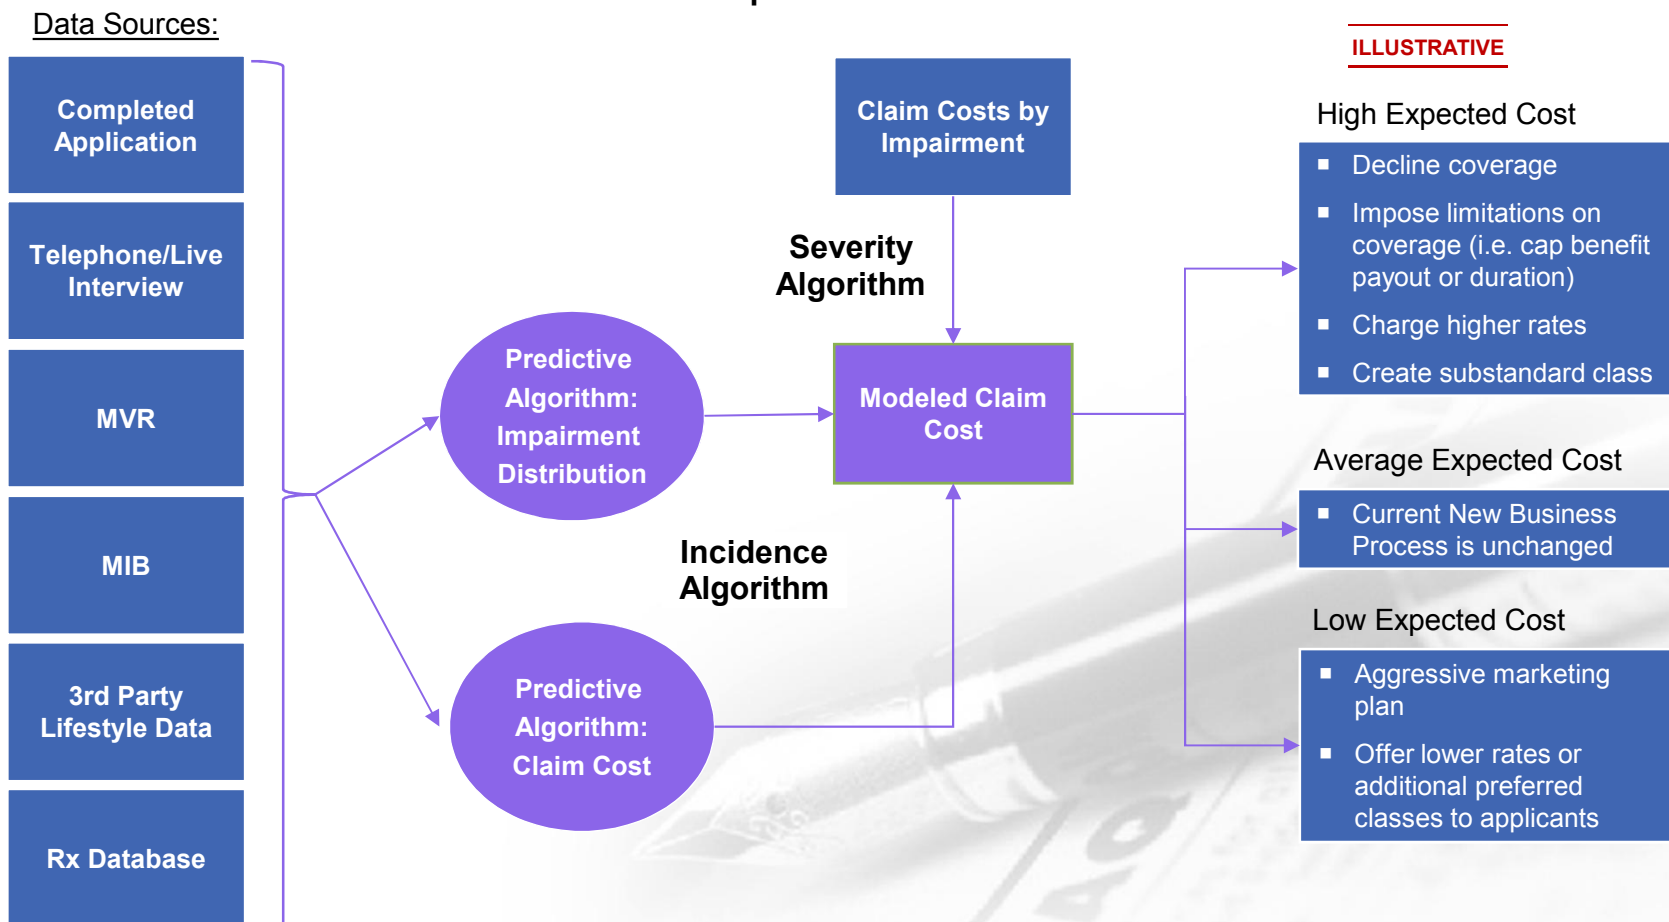 Data Sources:
Completed
Application
Telephone/Live
Interview
MVR
MIB
3rd Party
Lifestyle Data
Rx Database
Predictive
Algorithm:
Impairment
Distribution
Predictive
Algorithm:
Claim Cost
Claim Costs by
Impairment
Severity
Algorithm
Incidence
Algorithm
Modeled Claim
Cost
ILLUSTRATIVE
High Expected Cost
▪ Decline coverage
▪ Impose limitations on
coverage (i.e. cap benefit
payout or duration)
▪ Charge higher rates
▪ Create substandard class
Average Expected Cost
▪ Current New Business
Process is unchanged
Low Expected Cost
▪ Aggressive marketing
plan
▪ Offer lower rates or
additional preferred
classes to applicants